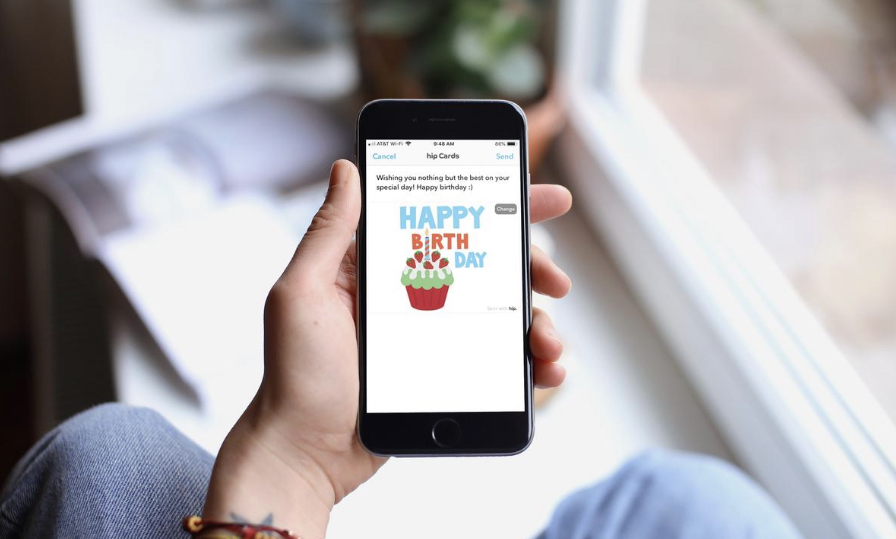 AT&T Wi-Fi 9:48 AM 86%
Cancel hip Cards Send
Wishing you nothing but the best on your
special day! Happy birthday :)
Change
HAPPY
BIRTH
DAY
Sent with hip.